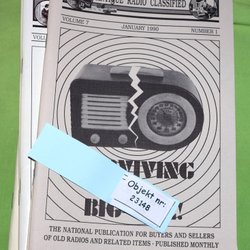 ANTIQUE RADIO CLASSIFIED
VOLUME 7
JANUARY 1990
NUMBER 1
VOLU
Objekt nr:
23148
BIG
THE NATIONAL PUBLICATION FOR BUYERS AND SELLERS
OF OLD RADIOS AND RELATED ITEMS - PUBLISHED MONTHLY